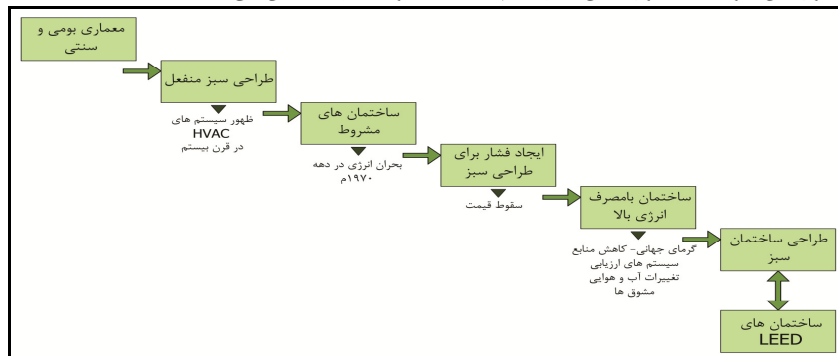 معماری بومی و
سنتی
طراحی سبز منفعل
ظهور سیستم های
HVAC
در قرن بیستم
ساختمان های
مشروط
بحران انرژی در دهه
۱۹۷۰م
ایجاد فشار برای
طراحی سبز
سقوط قیمت
ساختمان بامصرف
انرژی بالا
گرمای جهانی- کاهش منابع
سیستم های ارزیابی
تغییرات آب و هوایی
مشوق ها
طراحی ساختمان
سبز
ساختمان های
LEED